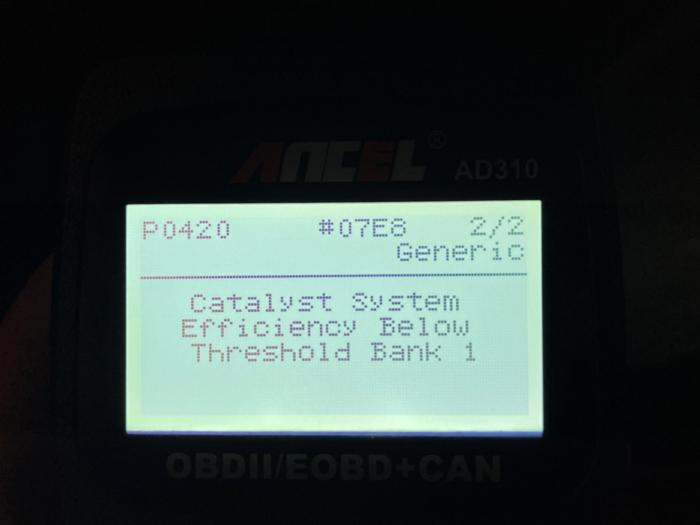 ANCEL® AD310
P0420 #07E8 2/2
Generic
Catalyst System
Efficiency Below
Threshold Bank 1
OBDII/EOBD+CAN